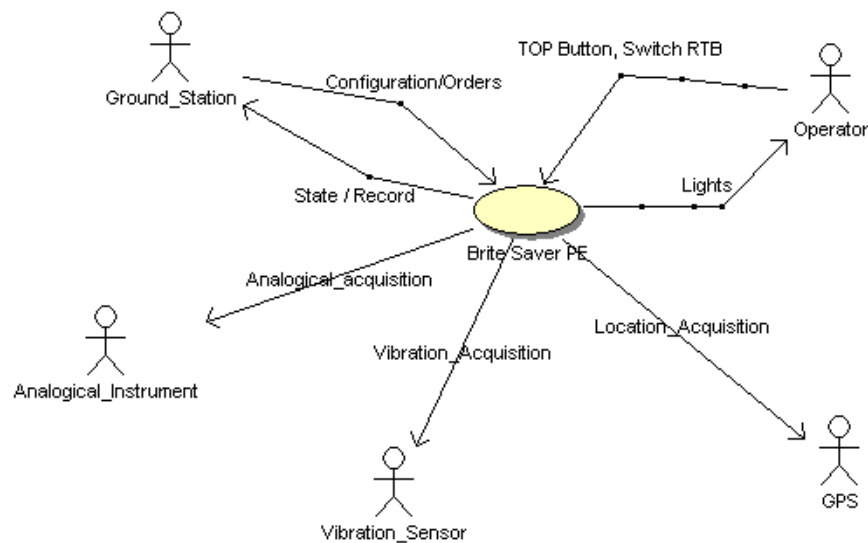 TOP Button, Switch RTB
Configuration/Orders
Ground_Station
Operator
Lights
State / Record
Brite Saver PE
Analogical_acquisition
Location_Acquisition
Vibration_Acquisition
Analogical_Instrument
GPS
Vibration_Sensor